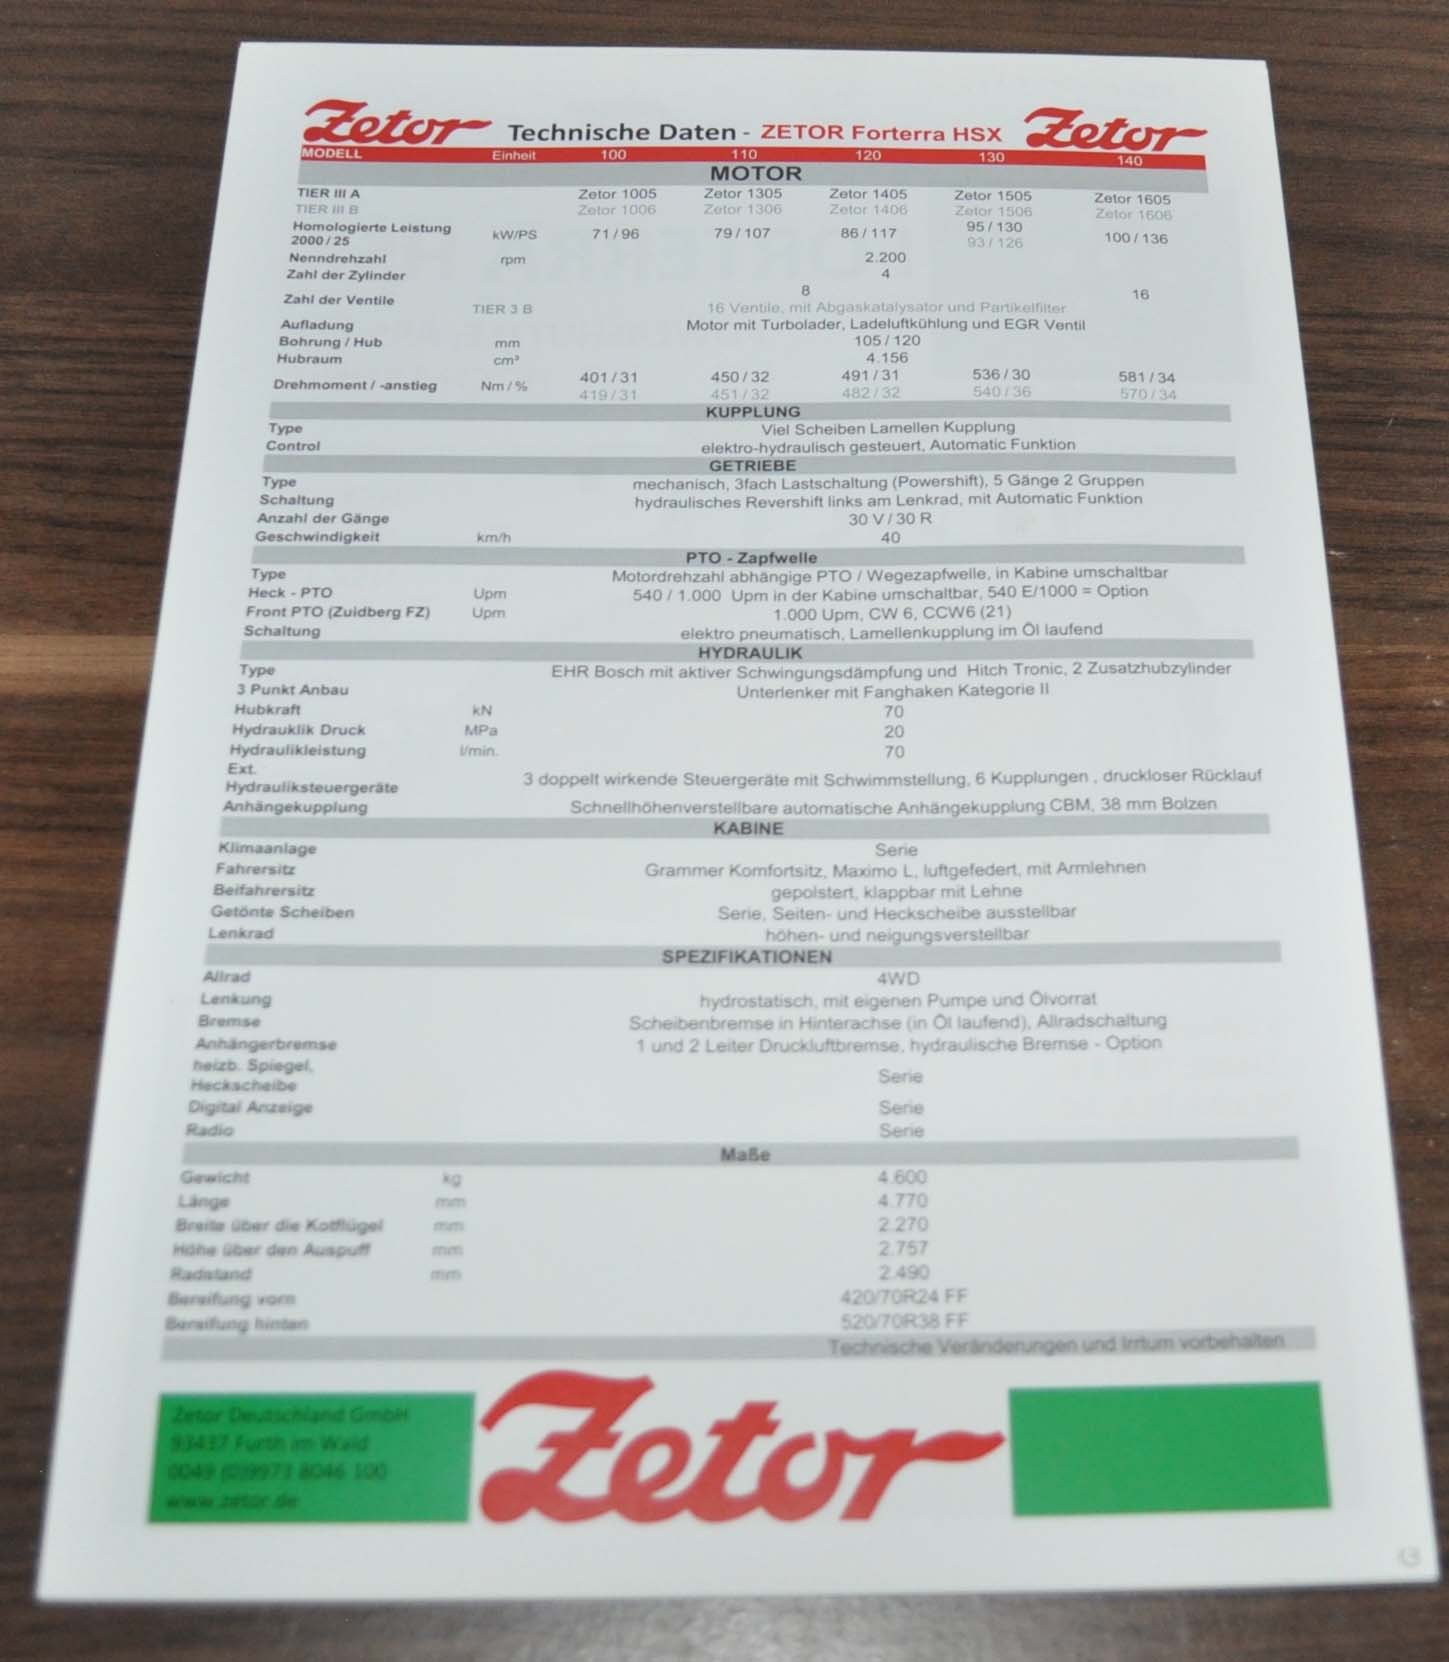 Zetor Technische Daten - ZETOR Forterra HSX Zetor
MODELL Einheit 100 110 120 130 140
MOTOR
TIER III A Zetor 1005 Zetor 1305 Zetor 1405 Zetor 1505 Zetor 1605
TIER III B Zetor 1006 Zetor 1306 Zetor 1406 Zetor 1506 Zetor 1606
Homologierte Leistung 2000/25 kW/PS 71/96 79/107 86/117 95/130 100/136
93/126
Nenndrehzahl rpm 2.200
Zahl der Zylinder 4
Zahl der Ventile 8 16
TIER 3 B 16 Ventile, mit Abgaskatalysator und Partikelfilter
Aufladung Motor mit Turbolader, Ladeluftkühlung und EGR Ventil
Bohrung / Hub mm 105/120
Hubraum cm³ 4.156
Drehmoment / -anstieg Nm/% 401/31 450/32 491/31 536/30 581/34
419/31 451/32 482/32 540/36 570/34
KUPPLUNG
Type Viel Scheiben Lamellen Kupplung
Control elektro-hydraulisch gesteuert, Automatic Funktion
GETRIEBE
Type mechanisch, 3fach Lastschaltung (Powershift), 5 Gänge 2 Gruppen
Schaltung hydraulisches Revershift links am Lenkrad, mit Automatic Funktion
Anzahl der Gänge 30 V/30 R
Geschwindigkeit km/h 40
PTO - Zapfwelle
Type Motordrehzahl abhängige PTO / Wegezapfwelle, in Kabine umschaltbar
Heck - PTO Upm 540 / 1.000 Upm in der Kabine umschaltbar, 540 E/1000 = Option
Front PTO (Zuidberg FZ) Upm 1.000 Upm, CW 6, CCW6 (21)
Schaltung elektro pneumatisch, Lamellenkupplung im Öl laufend
HYDRAULIK
Type EHR Bosch mit aktiver Schwingungsdämpfung und Hitch Tronic, 2 Zusatzhubzylinder
3 Punkt Anbau Unterlenker mit Fanghaken Kategorie II
Hubkraft kN 70
Hydrauklik Druck MPa 20
Hydraulikleistung l/min. 70
Ext.
Hydrauliksteuergeräte 3 doppelt wirkende Steuergeräte mit Schwimmstellung, 6 Kupplungen , druckloser Rücklauf
Anhängekupplung Schnellhöhenverstellbare automatische Anhängekupplung CBM, 38 mm Bolzen
KABINE
Klimaanlage Serie
Fahrersitz Grammer Komfortsitz, Maximo L, luftgefedert, mit Armlehnen
Beifahrersitz gepolstert, klappbar mit Lehne
Getönte Scheiben Serie, Seiten- und Heckscheibe ausstellbar
Lenkrad höhen- und neigungsverstellbar
SPEZIFIKATIONEN
Allrad 4WD
Lenkung hydrostatisch, mit eigenen Pumpe und Ölvorrat
Bremse Scheibenbremse in Hinterachse (in Öl laufend), Allradschaltung
Anhängerbremse 1 und 2 Leiter Druckluftbremse, hydraulische Bremse - Option
heizb. Spiegel,
Heckscheibe Serie
Digital Anzeige Serie
Radio Serie
Maße
Gewicht kg 4.600
Länge mm 4.770
Breite über die Kotflügel mm 2.270
Höhe über den Auspuff mm 2.757
Radstand mm 2.490
Bereifung vorn 420/70R24 FF
Bereifung hinten 520/70R38 FF
Technische Veränderungen und Irrtum vorbehalten
Zetor Deutschland GmbH
93437 Furth im Wald
0049 (0)9973 8046 100
www.zetor.de
Zetor